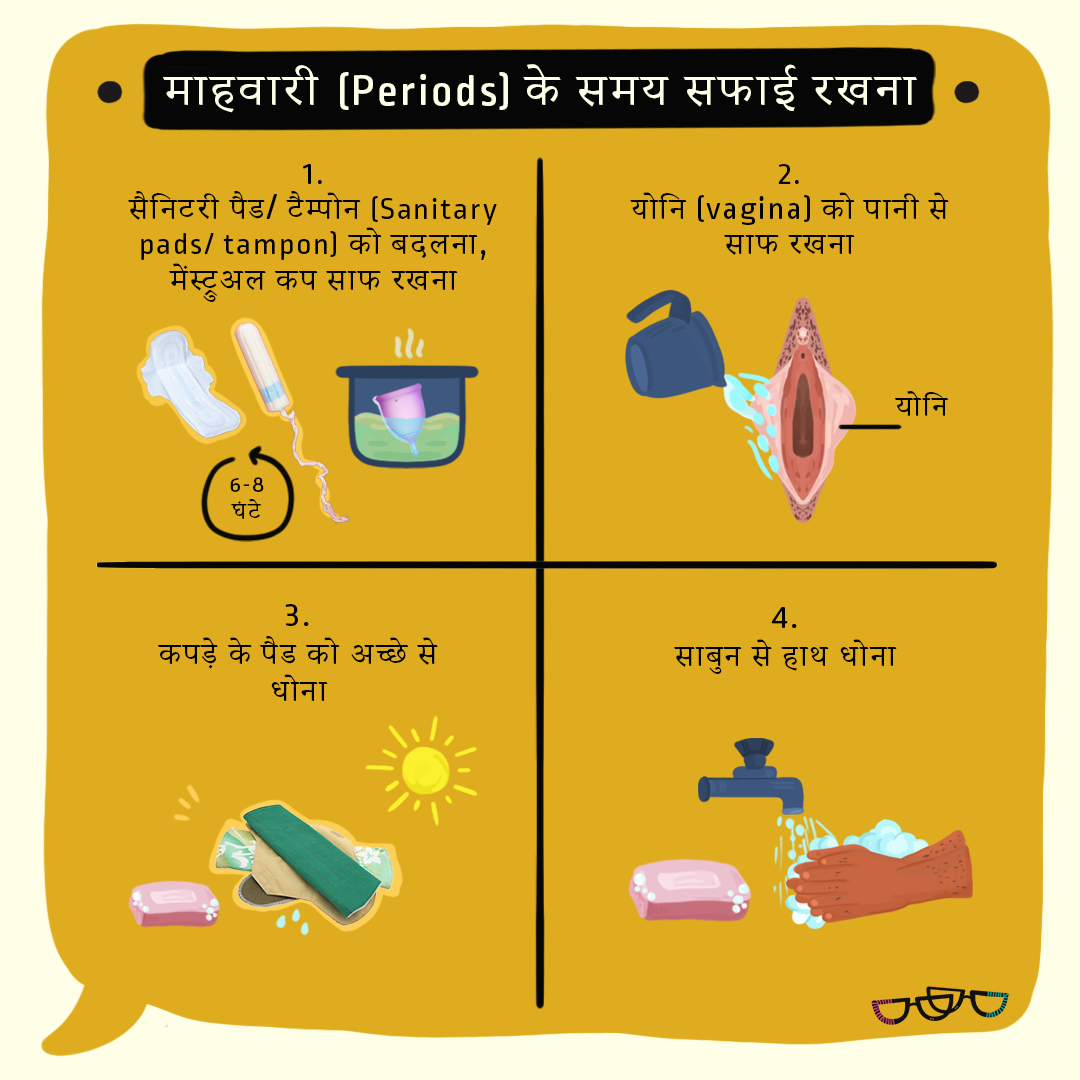 माहवारी (Periods) के समय सफाई रखना
1.
सैनिटरी पैड/ टैम्पोन (Sanitary
pads/ tampon) को बदलना,
मेंस्ट्रुअल कप साफ रखना
6-8
घंटे
2.
योनि (vagina) को पानी से
साफ रखना
योनि
3.
कपड़े के पैड को अच्छे से
धोना
4.
साबुन से हाथ धोना